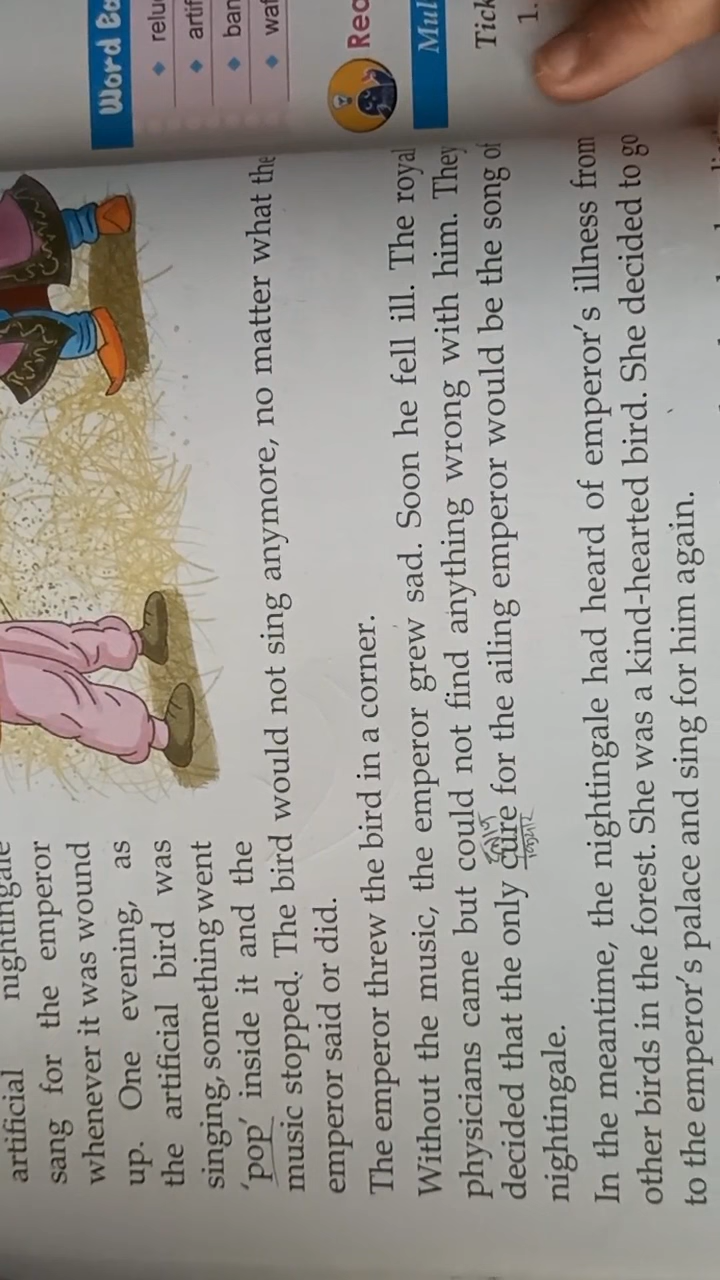 artificial nightingale
sang for the emperor
whenever it was wound
up. One evening, as
the artificial bird was
singing, something went
'pop' inside it and the
music stopped. The bird would not sing anymore, no matter what the
emperor said or did.
The emperor threw the bird in a corner.
Without the music, the emperor grew sad. Soon he fell ill. The royal
physicians came but could not find anything wrong with him. They
decided that the only cure for the ailing emperor would be the song of
nightingale.
In the meantime, the nightingale had heard of emperor's illness from
other birds in the forest. She was a kind-hearted bird. She decided to go
to the emperor's palace and sing for him again.
Word
Mul
Tick
1.